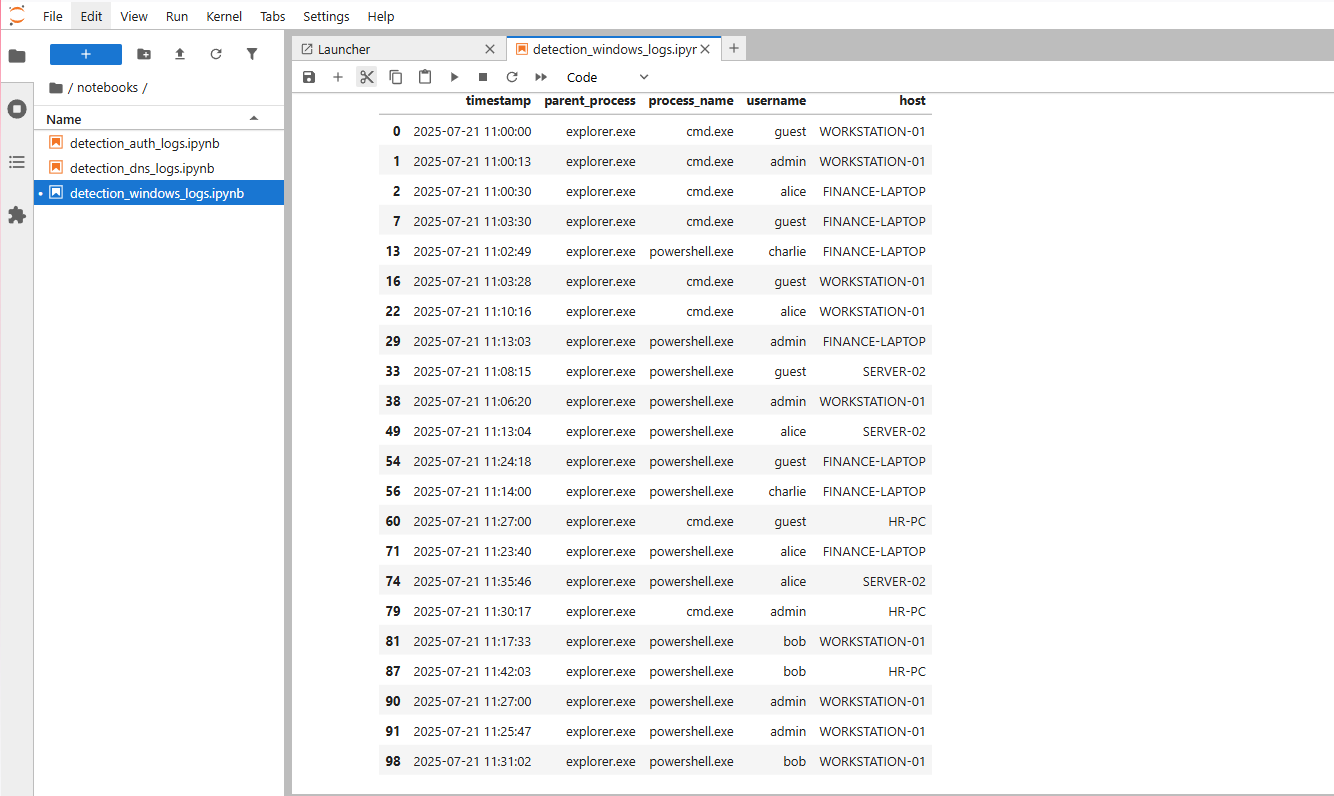 File Edit View Run Kernel Tabs Settings Help
Launcher
detection_windows_logs.ipyr
Code
/ notebooks /
Name
detection_auth_logs.ipynb
detection_dns_logs.ipynb
detection_windows_logs.ipynb
timestamp parent_process process_name username host
0 2025-07-21 11:00:00 explorer.exe cmd.exe guest WORKSTATION-01
1 2025-07-21 11:00:13 explorer.exe cmd.exe admin WORKSTATION-01
2 2025-07-21 11:00:30 explorer.exe cmd.exe alice FINANCE-LAPTOP
7 2025-07-21 11:03:30 explorer.exe cmd.exe guest FINANCE-LAPTOP
13 2025-07-21 11:02:49 explorer.exe powershell.exe charlie FINANCE-LAPTOP
16 2025-07-21 11:03:28 explorer.exe cmd.exe guest WORKSTATION-01
22 2025-07-21 11:10:16 explorer.exe cmd.exe alice WORKSTATION-01
29 2025-07-21 11:13:03 explorer.exe powershell.exe admin FINANCE-LAPTOP
33 2025-07-21 11:08:15 explorer.exe powershell.exe guest SERVER-02
38 2025-07-21 11:06:20 explorer.exe powershell.exe admin WORKSTATION-01
49 2025-07-21 11:13:04 explorer.exe powershell.exe alice SERVER-02
54 2025-07-21 11:24:18 explorer.exe powershell.exe guest FINANCE-LAPTOP
56 2025-07-21 11:14:00 explorer.exe powershell.exe charlie FINANCE-LAPTOP
60 2025-07-21 11:27:00 explorer.exe cmd.exe guest HR-PC
71 2025-07-21 11:23:40 explorer.exe powershell.exe alice FINANCE-LAPTOP
74 2025-07-21 11:35:46 explorer.exe powershell.exe alice SERVER-02
79 2025-07-21 11:30:17 explorer.exe cmd.exe admin HR-PC
81 2025-07-21 11:17:33 explorer.exe powershell.exe bob WORKSTATION-01
87 2025-07-21 11:42:03 explorer.exe powershell.exe bob HR-PC
90 2025-07-21 11:27:00 explorer.exe powershell.exe admin WORKSTATION-01
91 2025-07-21 11:25:47 explorer.exe powershell.exe admin WORKSTATION-01
98 2025-07-21 11:31:02 explorer.exe powershell.exe bob WORKSTATION-01